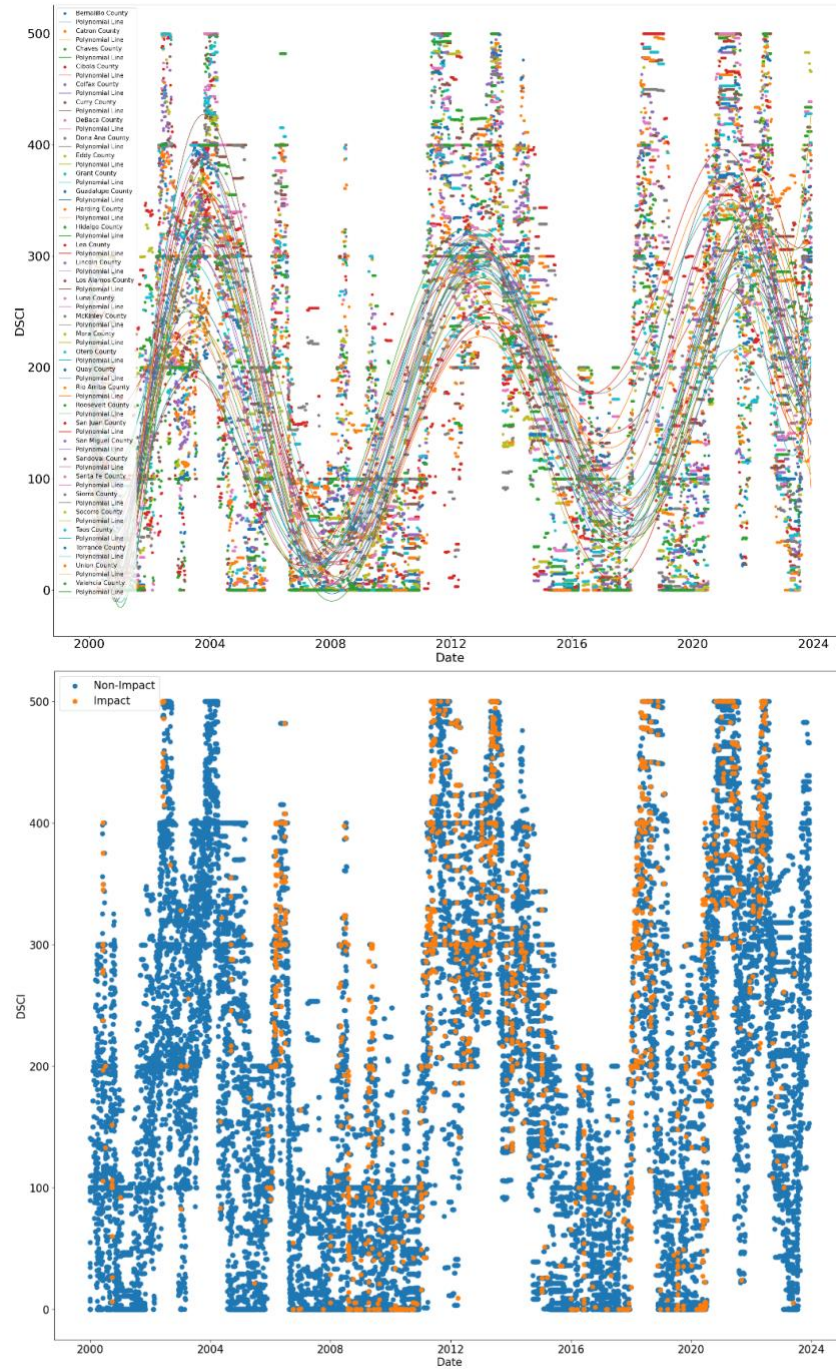 Bernalillo County
Polynomial Line
Catron County
Polynomial Line
Chaves County
Polynomial Line
Cibola County
Polynomial Line
Colfax County
Polynomial Line
Curry County
Polynomial Line
DeBaca County
Polynomial Line
Dona Ana County
Polynomial Line
Eddy County
Polynomial Line
Grant County
Polynomial Line
Guadalupe County
Polynomial Line
Harding County
Polynomial Line
Hidalgo County
Polynomial Line
Lea County
Polynomial Line
Lincoln County
Polynomial Line
Los Alamos County
Polynomial Line
Luna County
Polynomial Line
McKinley County
Polynomial Line
Mora County
Polynomial Line
Otero County
Polynomial Line
Quay County
Polynomial Line
Rio Arriba County
Polynomial Line
Roosevelt County
Polynomial Line
San Juan County
Polynomial Line
San Miguel County
Polynomial Line
Sandoval County
Polynomial Line
Santa Fe County
Polynomial Line
Sierra County
Polynomial Line
Socorro County
Polynomial Line
Taos County
Polynomial Line
Torrance County
Polynomial Line
Union County
Polynomial Line
Valencia County
Polynomial Line
500
400
300
200
100
0
DSCI
2000 2004 2008 2012 2016 2020 2024
Date
Non-Impact
Impact
500
400
300
200
100
0
DSCI
2000 2004 2008 2012 2016 2020 2024
Date